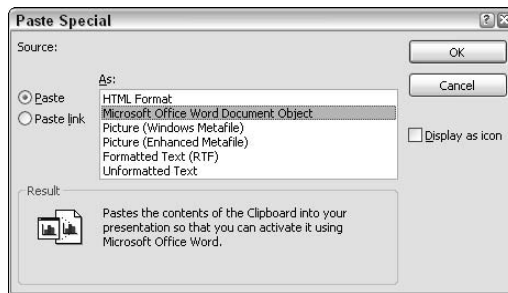 Paste Special
Source:
OK
Cancel
As:
Paste
Paste link
HTML Format
Microsoft Office Word Document Object
Picture (Windows Metafile)
Picture (Enhanced Metafile)
Formatted Text (RTF)
Unformatted Text
Display as icon
Result
Pastes the contents of the Clipboard into your
presentation so that you can activate it using
Microsoft Office Word.